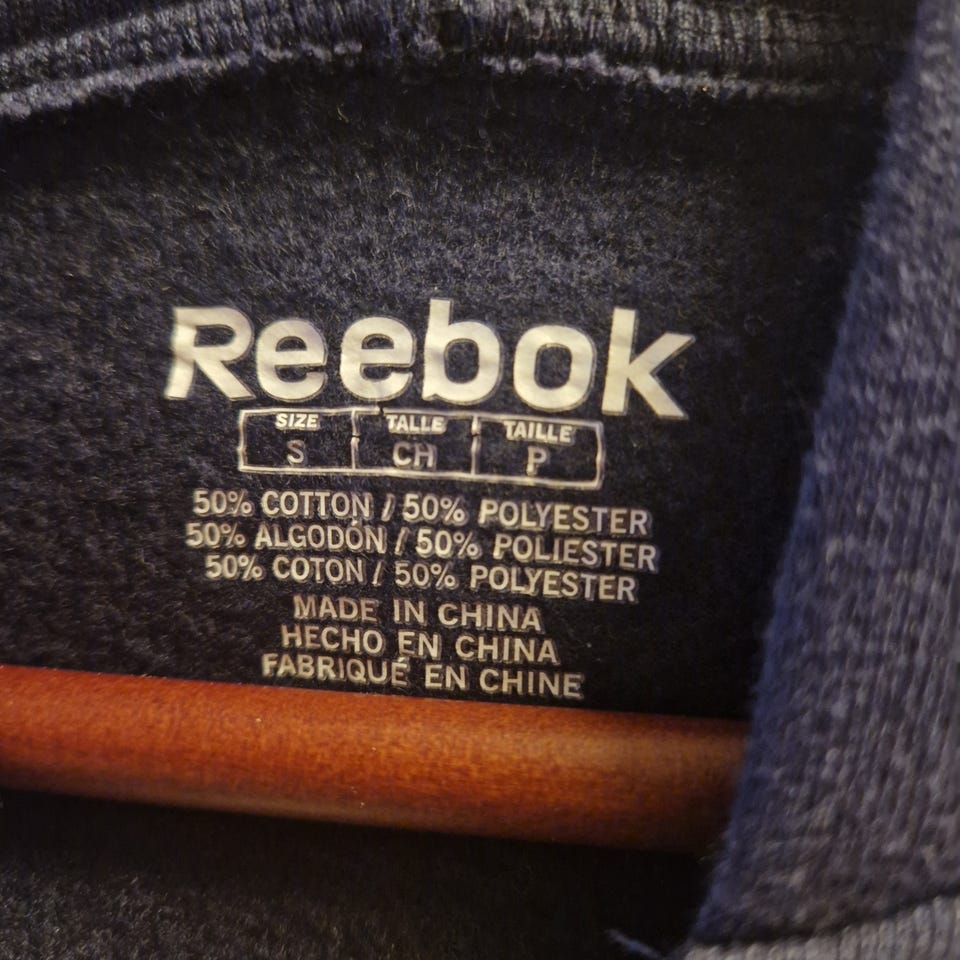 Reebok
SIZE TALLE TAILLE
S CH P
50% COTTON / 50% POLYESTER
50% ALGODÓN / 50% POLIESTER
50% COTON / 50% POLYESTER
MADE IN CHINA
HECHO EN CHINA
FABRIQUÉ EN CHINE